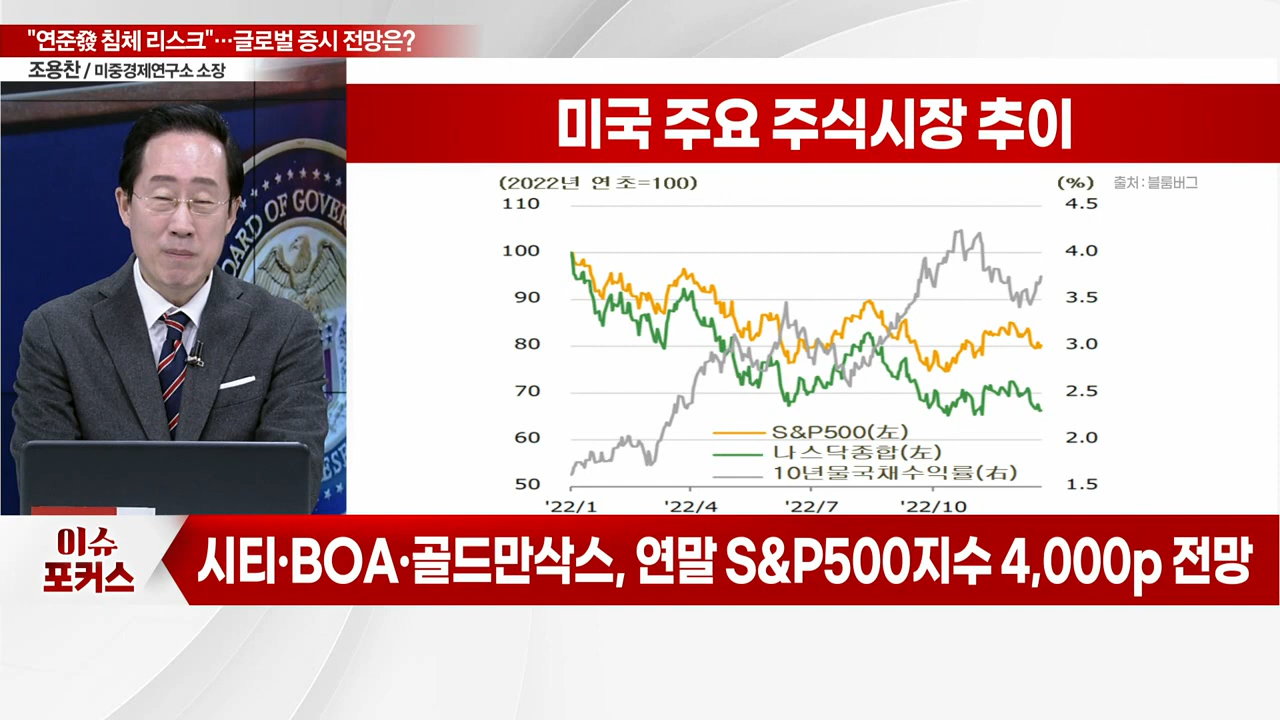 "연준發 침체 리스크"…글로벌 증시 전망은?
조용찬 / 미중경제연구소 소장
BOARD OF GOVER
RESE
미국 주요 주식시장 추이
(2022년 연초=100)
(%)
출처 : 블룸버그
110
4.5
100
4.0
90
3.5
80
3.0
70
2.5
60
2.0
50
1.5
S&P500(左)
나스닥종합(左)
10년물국채수익률(右)
'22/1
'22/4
'22/7
'22/10
이슈
포커스
시티·BOA·골드만삭스, 연말 S&P500지수 4,000p 전망